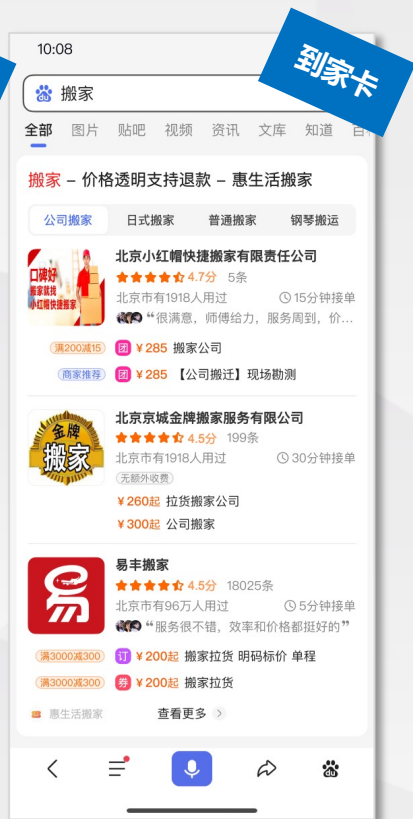 10:08
到家卡
搬家
全部 图片 贴吧 视频 资讯 文库 知道
搬家 – 价格透明支持退款 – 惠生活搬家
公司搬家 日式搬家 普通搬家 钢琴搬运
口碑好
搬家就找
小红帽快捷搬家
北京小红帽快捷搬家有限责任公司
4.7分 5条
北京市有1918人用过 15分钟接单
“很满意，师傅给力，服务周到，价...
满200减15 团 ¥285 搬家公司
商家推荐 团 ¥285 【公司搬迁】现场勘测
金牌
搬家
北京京城金牌搬家服务有限公司
4.5分 199条
北京市有1918人用过 30分钟接单
无额外收费
¥260起 拉货搬家公司
¥300起 公司搬家
易
易丰搬家
4.5分 18025条
北京市有96万人用过 5分钟接单
“服务很不错，效率和价格都挺好的”
满3000减300 订 ¥200起 搬家拉货 明码标价 单程
满3000减300 券 ¥200起 搬家拉货
惠生活搬家 查看更多 >